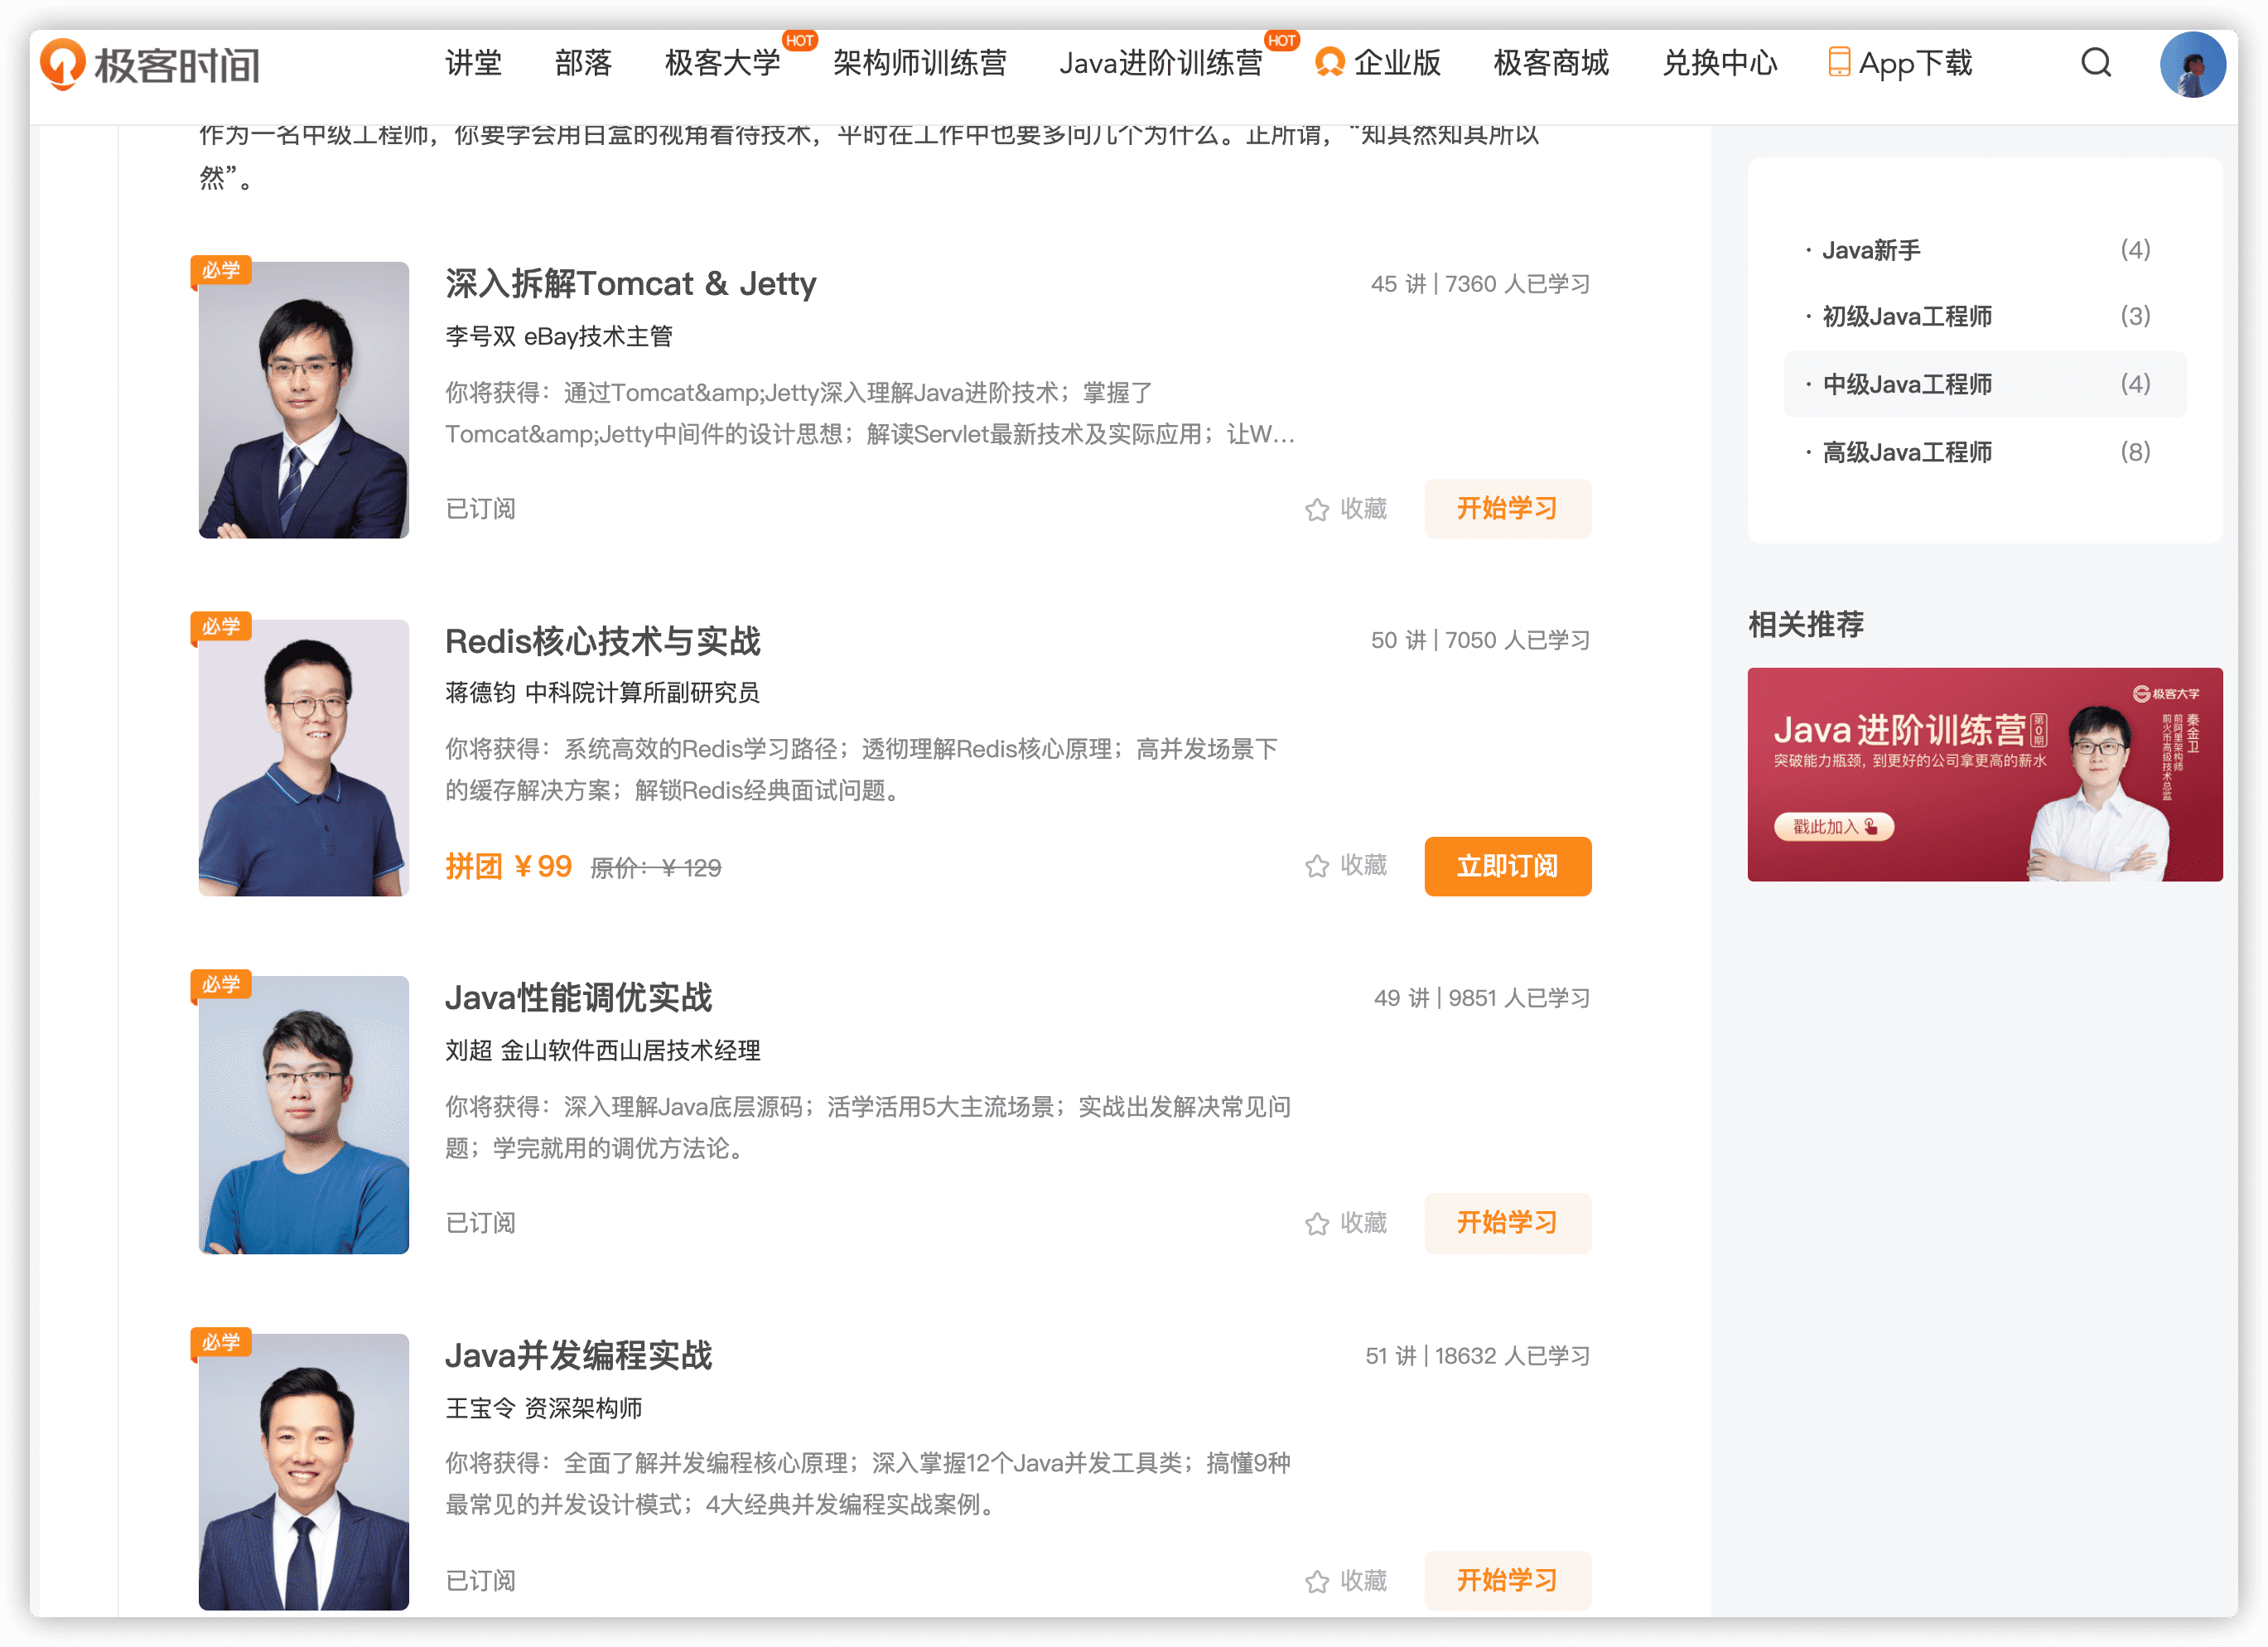 极客时间
讲堂 部落 极客大学 HOT 架构师训练营 Java进阶训练营 HOT 企业版 极客商城 兑换中心 App下载
作为一名中级工程师，你要学会用白盒的视角看待技术，平时在工作中也要多问几个为什么。正所谓，“知其然知其所以
然”。
必学
深入拆解Tomcat & Jetty
45 讲 | 7360 人已学习
李号双 eBay技术主管
你将获得：通过Tomcat&amp;Jetty深入理解Java进阶技术；掌握了
Tomcat&amp;Jetty中间件的设计思想；解读Servlet最新技术及实际应用；让W...
已订阅
收藏
开始学习
必学
Redis核心技术与实战
50 讲 | 7050 人已学习
蒋德钧 中科院计算所副研究员
你将获得：系统高效的Redis学习路径；透彻理解Redis核心原理；高并发场景下
的缓存解决方案；解锁Redis经典面试问题。
拼团 ¥99 原价：¥129
收藏
立即订阅
必学
Java性能调优实战
49 讲 | 9851 人已学习
刘超 金山软件西山居技术经理
你将获得：深入理解Java底层源码；活学活用5大主流场景；实战出发解决常见问
题；学完就用的调优方法论。
已订阅
收藏
开始学习
必学
Java并发编程实战
51 讲 | 18632 人已学习
王宝令 资深架构师
你将获得：全面了解并发编程核心原理；深入掌握12个Java并发工具类；搞懂9种
最常见的并发设计模式；4大经典并发编程实战案例。
已订阅
收藏
开始学习
· Java新手 (4)
· 初级Java工程师 (3)
· 中级Java工程师 (4)
· 高级Java工程师 (8)
相关推荐
极客大学
Java 进阶训练营 第0期
突破能力瓶颈，到更好的公司拿更高的薪水
戳此加入
秦金卫
前阿里架构师
前火币高级技术总监